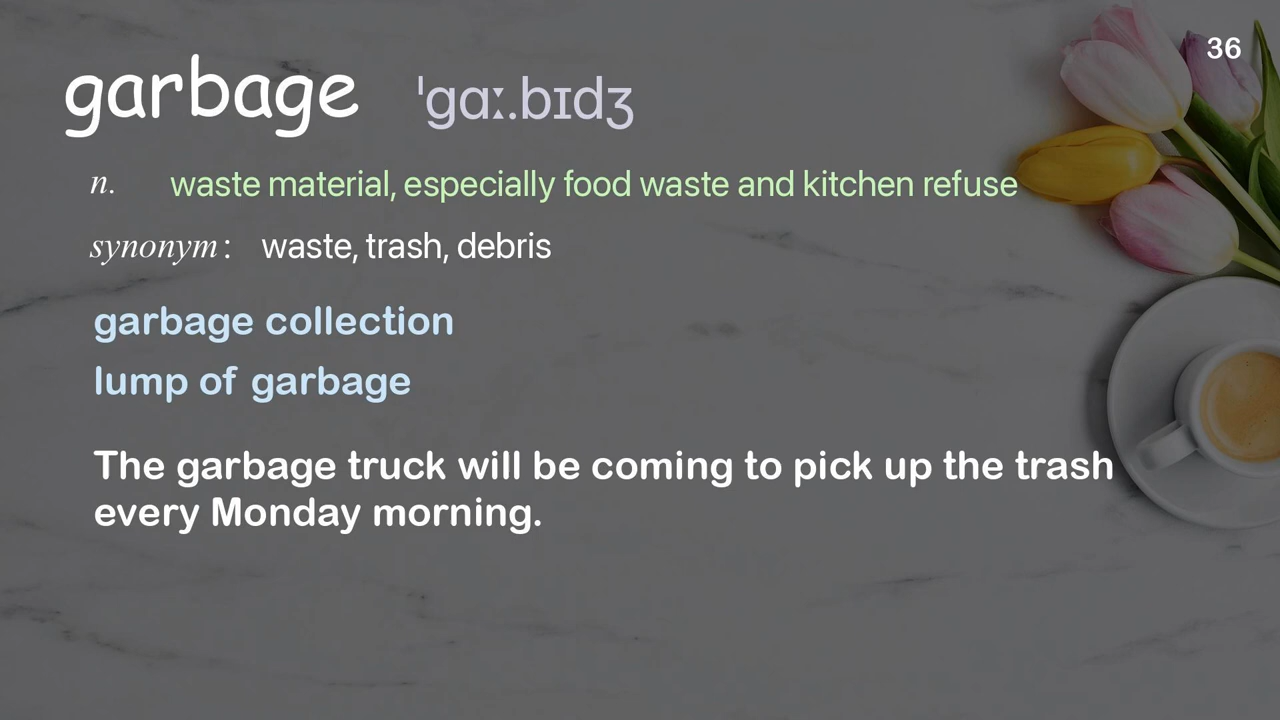 36
garbage ˈɡɑː.bɪdʒ
n. waste material, especially food waste and kitchen refuse
synonym: waste, trash, debris
garbage collection
lump of garbage
The garbage truck will be coming to pick up the trash
every Monday morning.